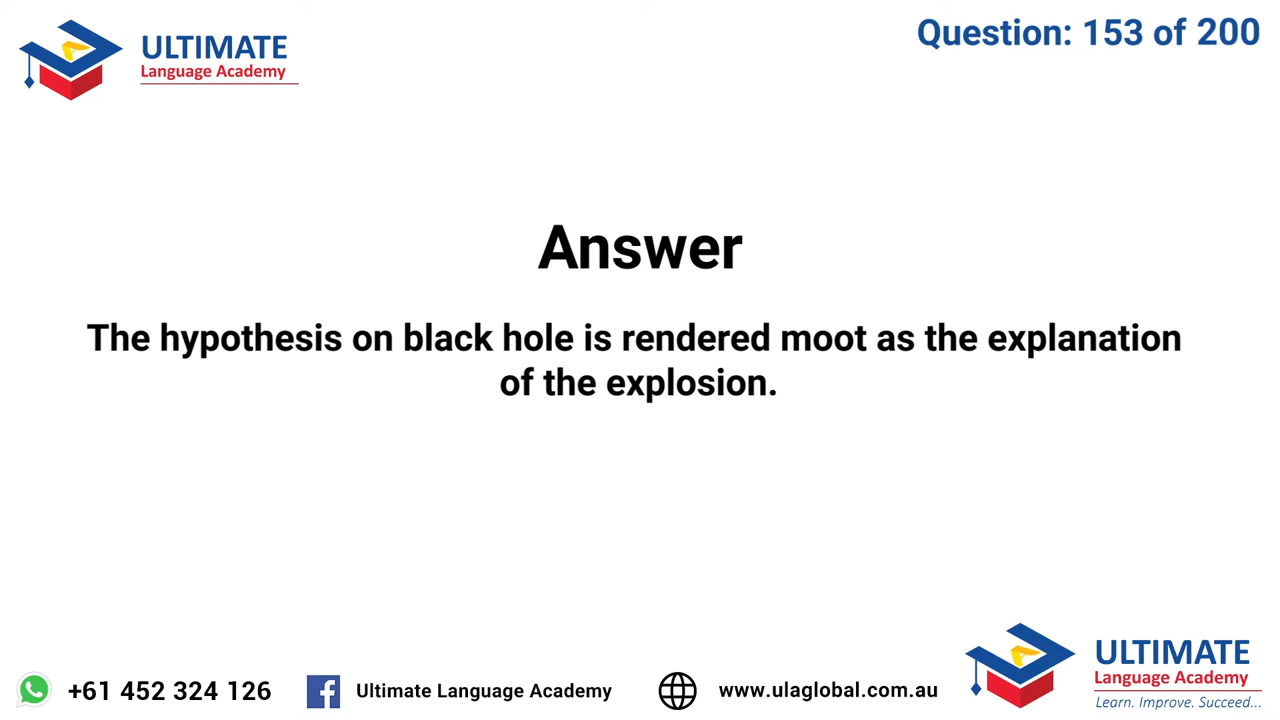 ULTIMATE
Language Academy
Question: 153 of 200
Answer
The hypothesis on black hole is rendered moot as the explanation
of the explosion.
+61 452 324 126
Ultimate Language Academy
www.ulaglobal.com.au
ULTIMATE
Language Academy
Learn. Improve. Succeed...